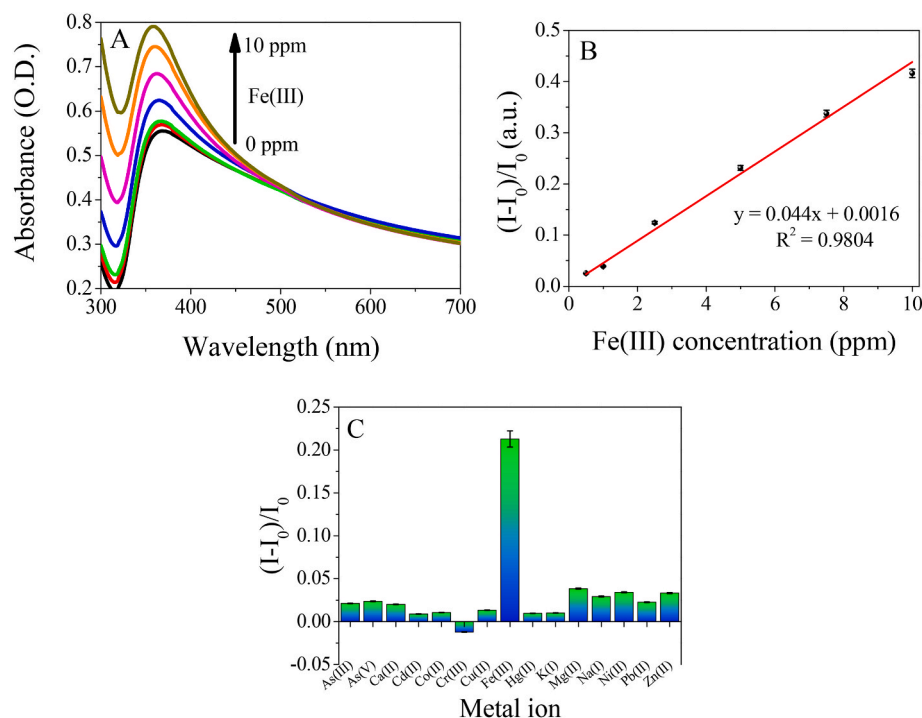 A
10 ppm
Fe(III)
0 ppm
0.8
0.7
0.6
0.5
0.4
0.3
0.2
Absorbance (O.D.)
300 400 500 600 700
Wavelength (nm)
B
0.5
0.4
0.3
0.2
0.1
0.0
(I-I₀)/I₀ (a.u.)
y = 0.044x + 0.0016
R² = 0.9804
0 2 4 6 8 10
Fe(III) concentration (ppm)
C
0.25
0.20
0.15
0.10
0.05
0.00
-0.05
(I-I₀)/I₀
As(III) As(V) Ca(II) Cd(II) Co(II) Cr(III) Cu(II) Fe(III) Hg(II) K(I) Mg(II) Na(I) Ni(II) Pb(II) Zn(II)
Metal ion